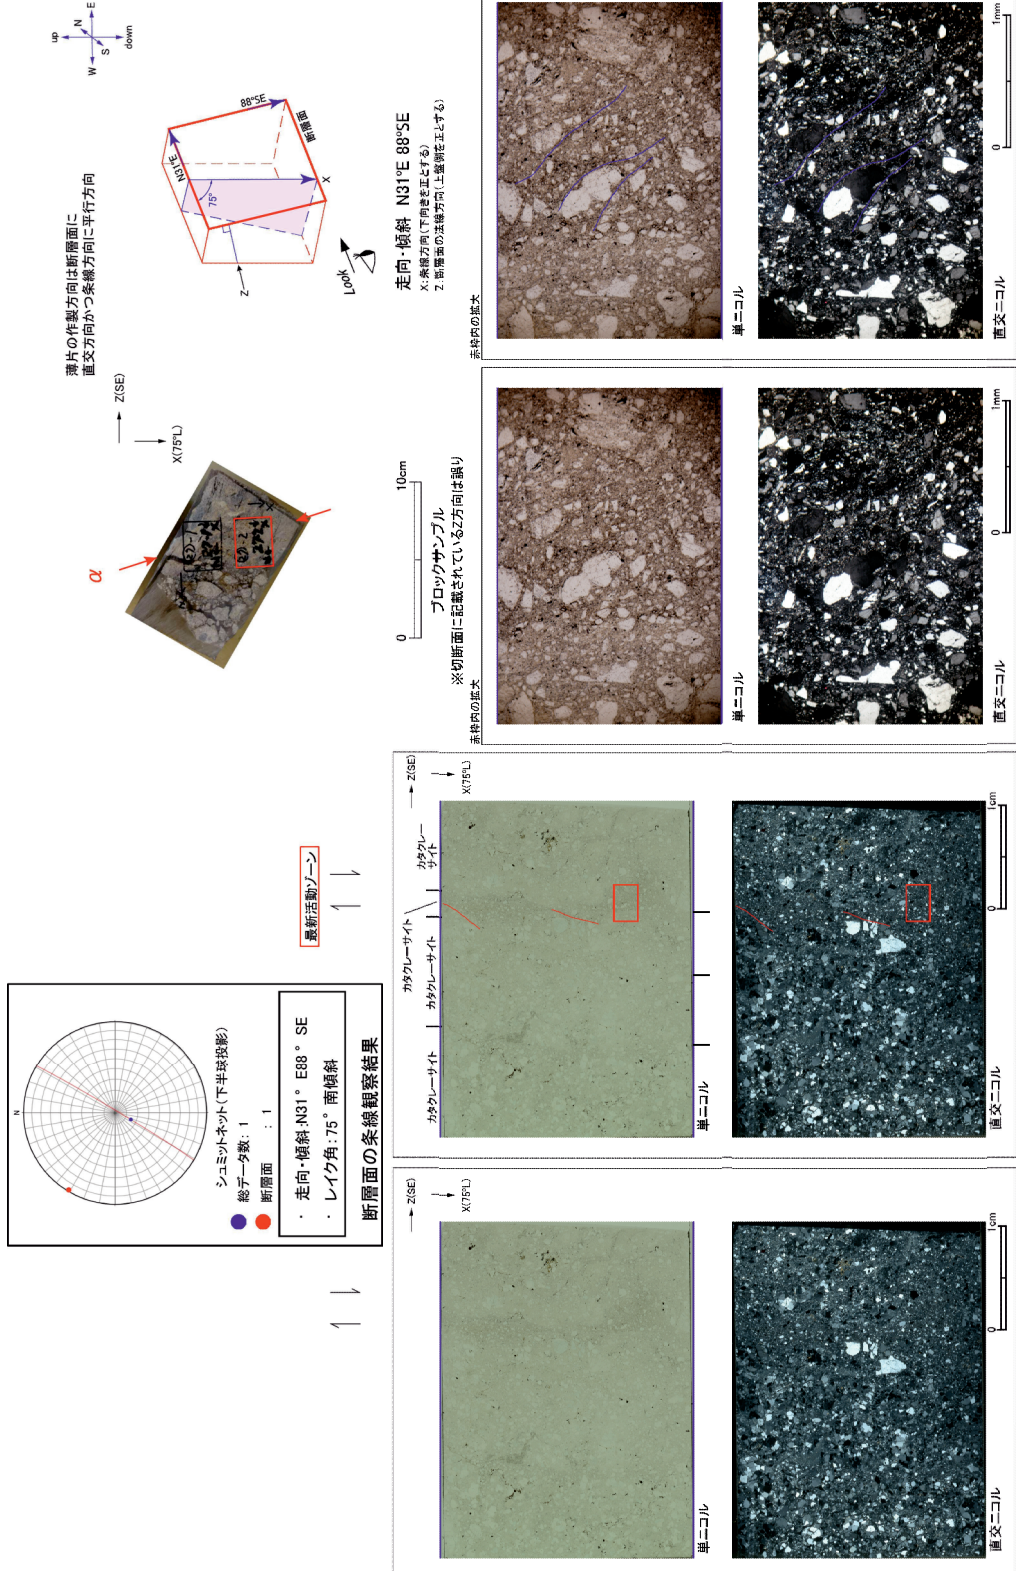 N
シュミットネット(下半球投影)
総データ数: 1
断層面 : 1
・ 走向・傾斜:N31° E88° SE
・ レイク角:75° 南傾斜
断層面の条線観察結果
最新活動ゾーン
α
Z(SE)
X(75°L)
0 10cm
ブロックサンプル
※切断面に記載されているZ方向は誤り
薄片の作製方向は断層面に
直交方向かつ条線方向に平行方向
up
N
E
W
S
down
N31°E
88°SE
断層面
75°
X
Z
Look
走向・傾斜 N31°E 88°SE
X:条線方向(下向きを正とする)
Z:断層面の法線方向(上盤側を正とする)
Z(SE)
X(75°L)
単ニコル
直交ニコル
0 1cm
カタクレーサイト
カタクレーサイト
カタクレーサイト
カタクレー
サイト
Z(SE)
X(75°L)
単ニコル
直交ニコル
0 1cm
赤枠内の拡大
単ニコル
直交ニコル
0 1mm
赤枠内の拡大
単ニコル
直交ニコル
0 1mm